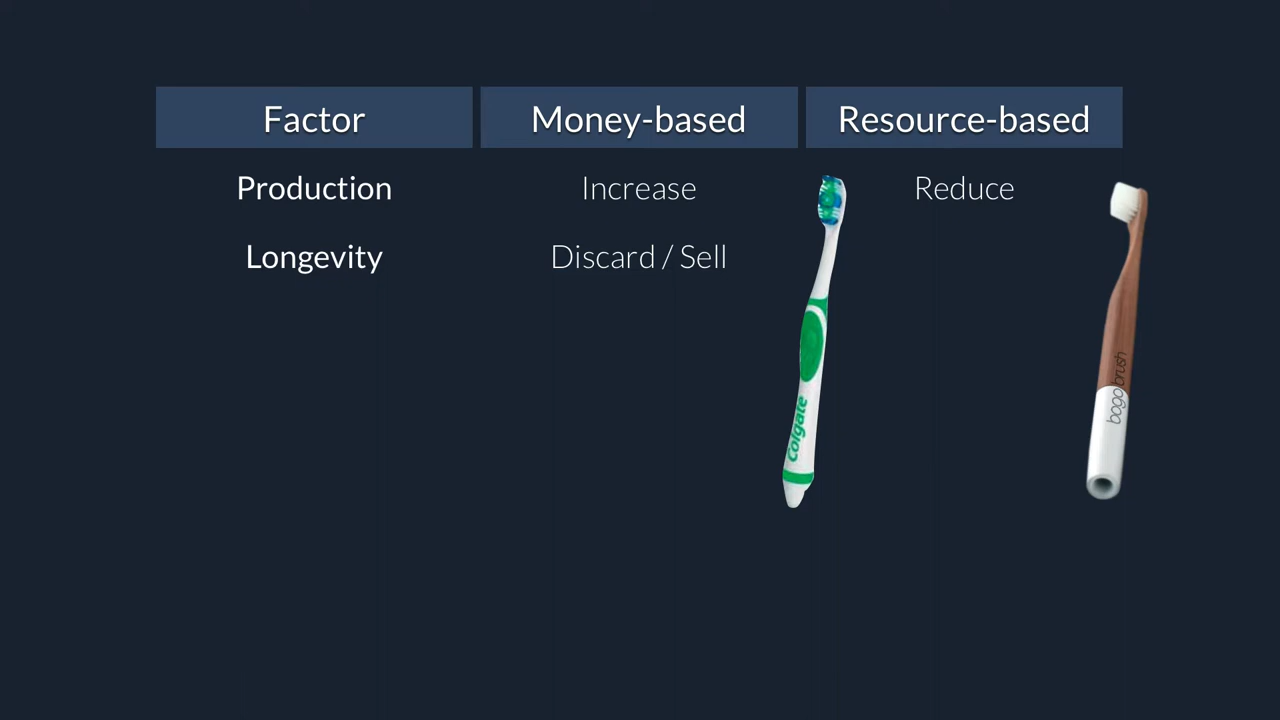 Factor Money-based Resource-based
Production Increase Reduce
Longevity Discard / Sell
Colgate
bogobrush